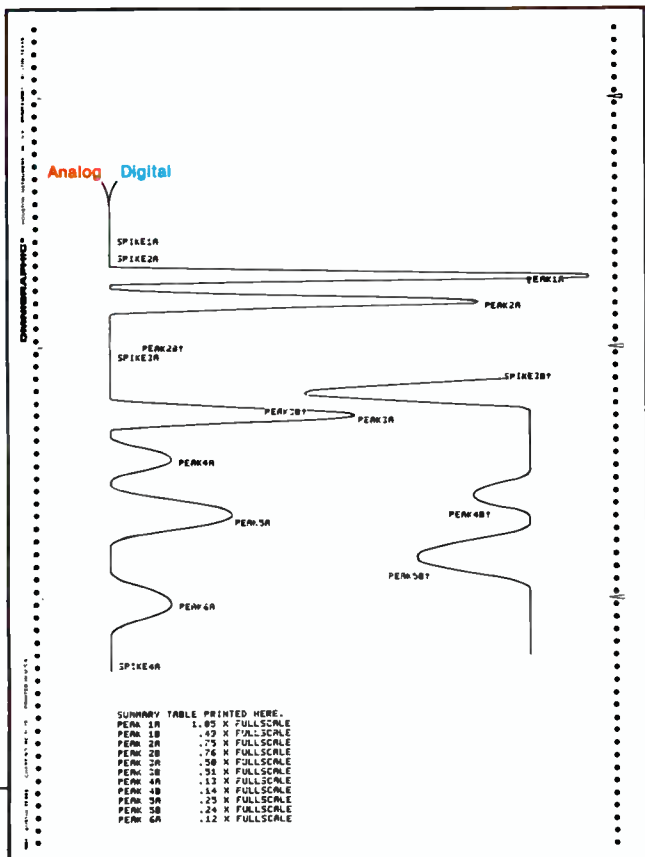 Analog Digital
SPIKE1A
SPIKE2A
PEAK1A
PEAK2A
PEAK2B↑
SPIKE3A
SPIKE3B↑
PEAK3B↑
PEAK3A
PEAK4A
PEAK4B↑
PEAK5A
PEAK5B↑
PEAK6A
SPIKE4A
OMNIGRAPHIC®
SUMMARY TABLE PRINTED HERE.
PEAK 1A 1.05 X FULLSCALE
PEAK 1B .43 X FULLSCALE
PEAK 2A .75 X FULLSCALE
PEAK 2B .76 X FULLSCALE
PEAK 3A .50 X FULLSCALE
PEAK 3B .51 X FULLSCALE
PEAK 4A .13 X FULLSCALE
PEAK 4B .14 X FULLSCALE
PEAK 5A .25 X FULLSCALE
PEAK 5B .24 X FULLSCALE
PEAK 6A .12 X FULLSCALE